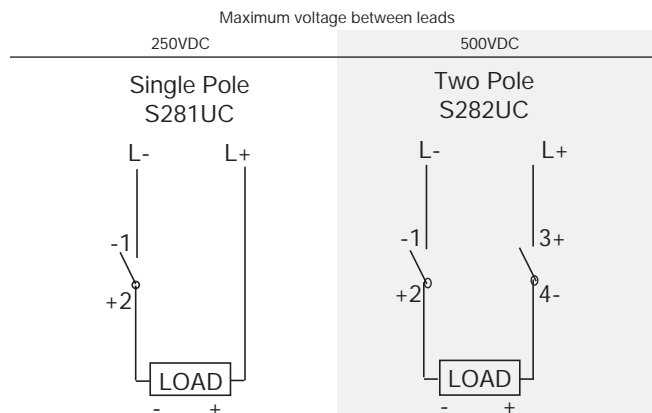 Maximum voltage between leads
250VDC
500VDC
Single Pole
S281UC
Two Pole
S282UC
L-
L+
L-
L+
-1
-1
3+
+2
+2
4-
LOAD
LOAD
-
+
-
+